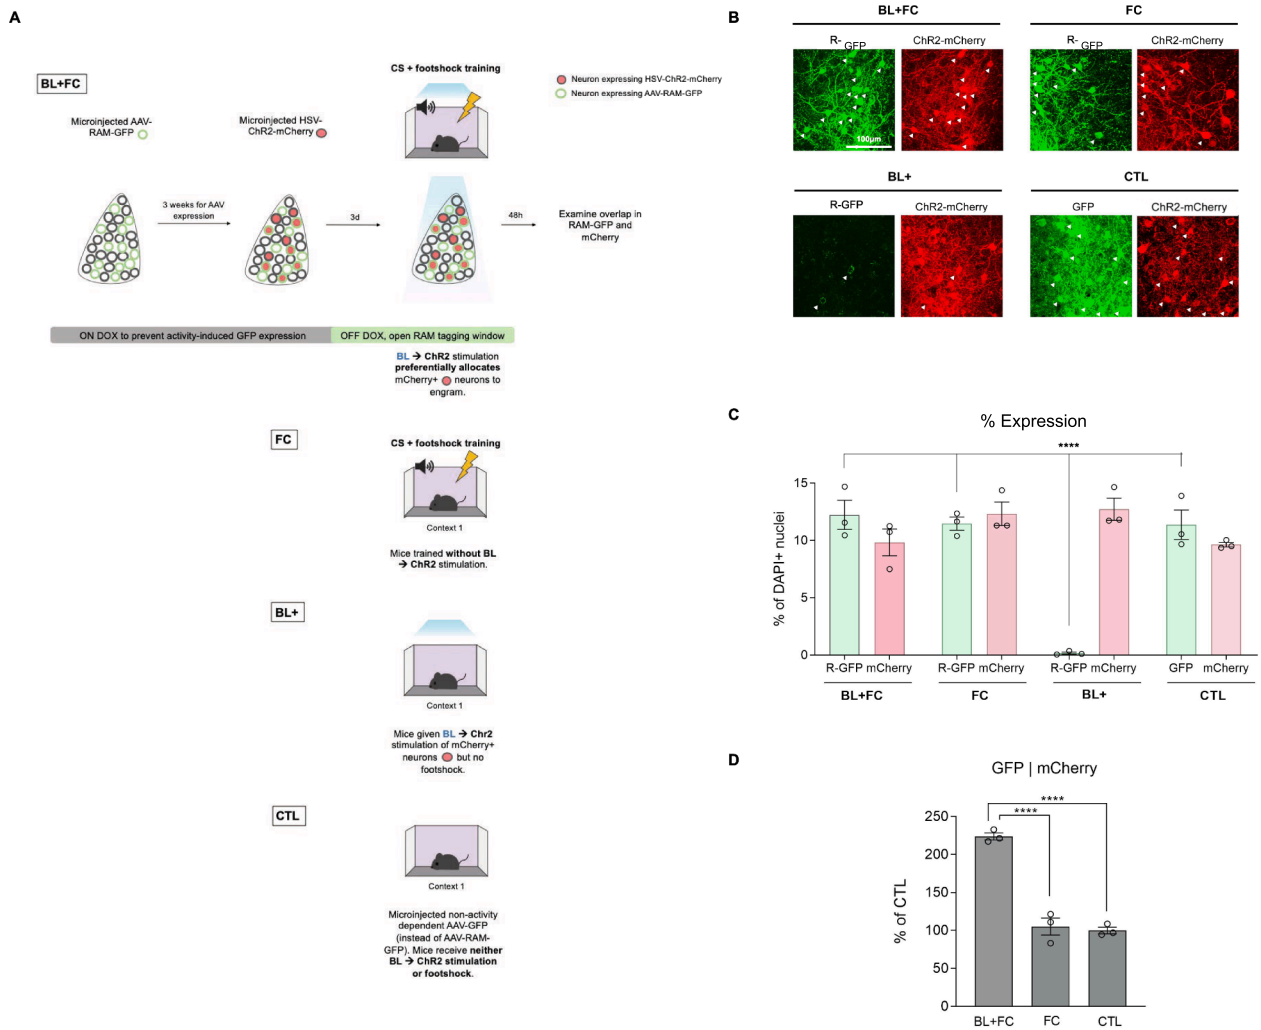 A
BL+FC
Microinjected AAV-
RAM-GFP
Microinjected HSV-
ChR2-mCherry
CS + footshock training
Neuron expressing HSV-ChR2-mCherry
Neuron expressing AAV-RAM-GFP
3 weeks for AAV
expression
3d
48h
Examine overlap in
RAM-GFP and
mCherry
ON DOX to prevent activity-induced GFP expression
OFF DOX, open RAM tagging window
BL → ChR2 stimulation
preferentially allocates
mCherry+ neurons to
engram.
FC
CS + footshock training
Context 1
Mice trained without BL
→ ChR2 stimulation.
BL+
Context 1
Mice given BL → Chr2
stimulation of mCherry+
neurons but no
footshock.
CTL
Context 1
Microinjected non-activity
dependent AAV-GFP
(instead of AAV-RAM-
GFP). Mice receive neither
BL → ChR2 stimulation
or footshock.
B
BL+FC
R-GFP
ChR2-mCherry
100µm
FC
R-GFP
ChR2-mCherry
BL+
R-GFP
ChR2-mCherry
CTL
GFP
ChR2-mCherry
C
% Expression
****
% of DAPI+ nuclei
15
10
5
0
R-GFP mCherry
R-GFP mCherry
R-GFP mCherry
GFP mCherry
BL+FC
FC
BL+
CTL
D
GFP | mCherry
****
****
% of CTL
250
200
150
100
50
0
BL+FC
FC
CTL